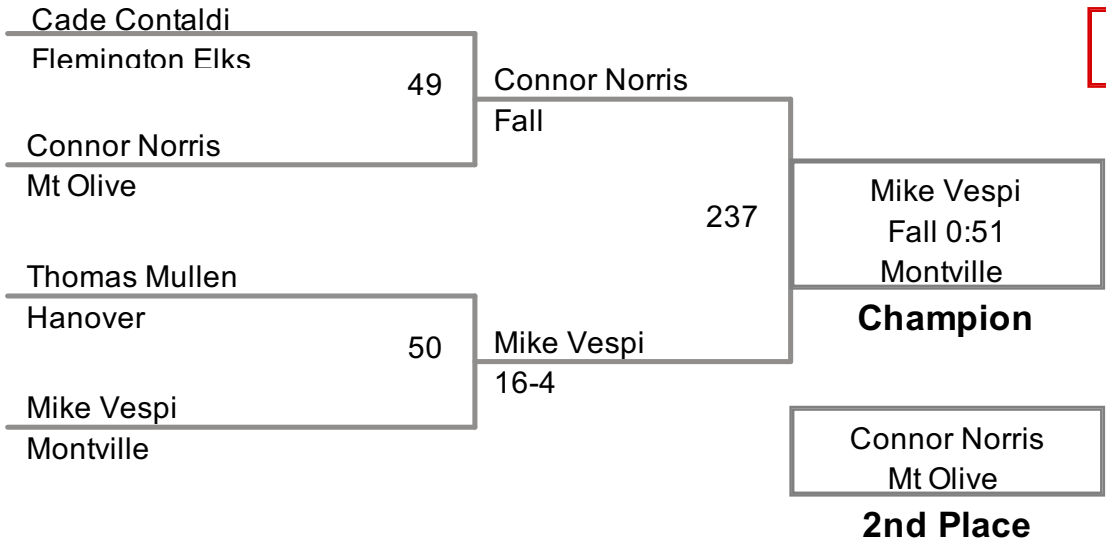 Cade Contaldi
Flemington Elks
49
Connor Norris
Fall
Connor Norris
Mt Olive
237
Mike Vespi
Fall 0:51
Montville
Champion
Thomas Mullen
Hanover
50
Mike Vespi
16-4
Mike Vespi
Montville
Connor Norris
Mt Olive
2nd Place